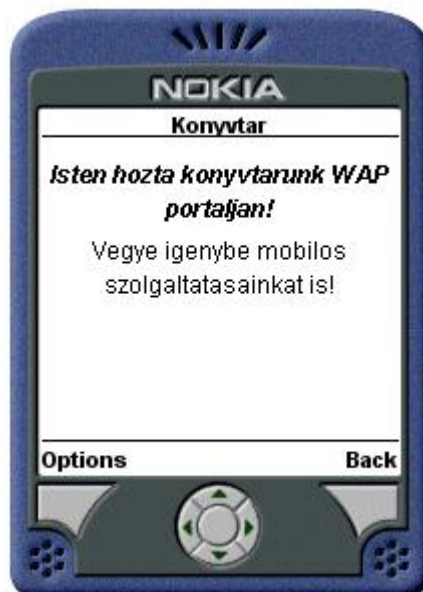 NOKIA
Konyvtar
Isten hozta konyvtarunk WAP
portaljan!
Vegye igenybe mobilos
szolgaltatasainkat is!
Options Back